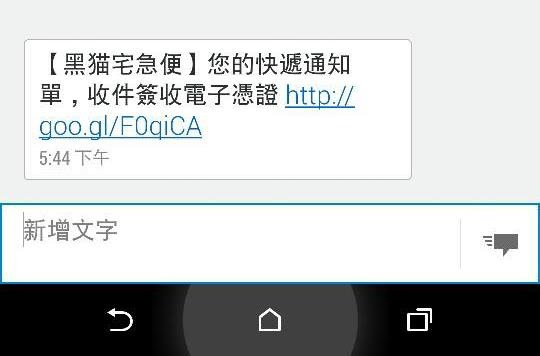 【黑猫宅急便】您的快遞通知
單，收件簽收電子憑證 http://
goo.gl/F0qiCA
5:44 下午
新增文字